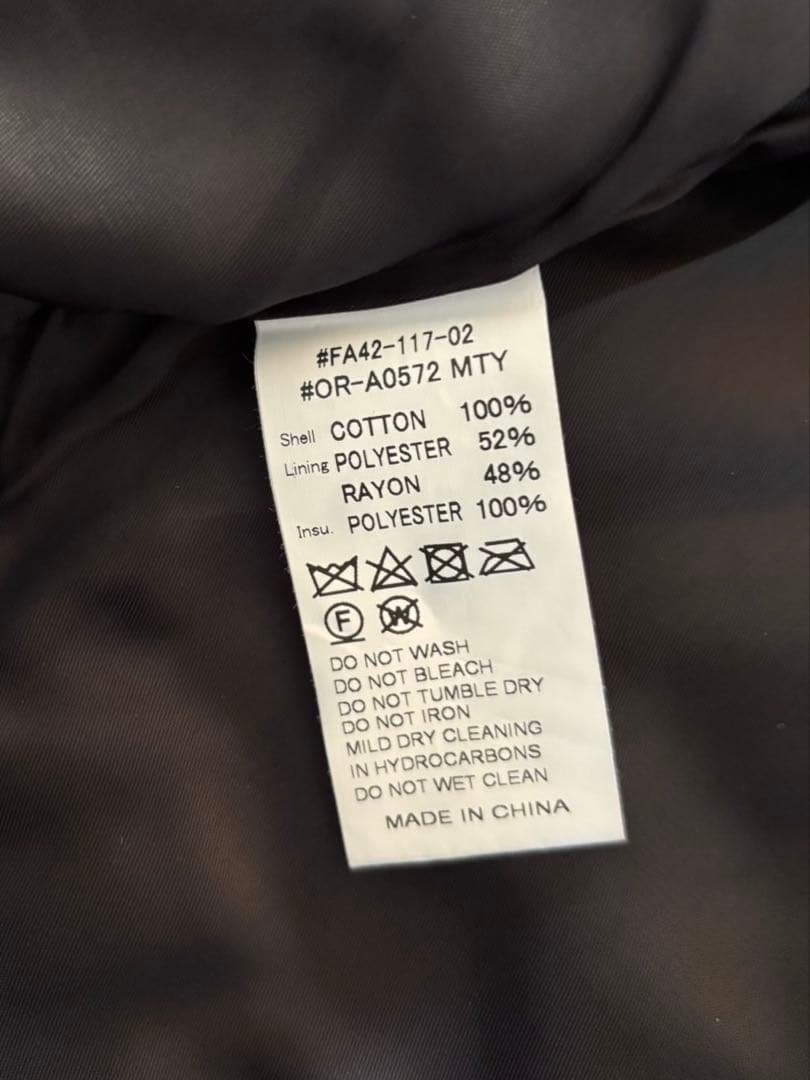 #FA42-117-02
#OR-A0572 MTY
Shell COTTON 100%
Lining POLYESTER 52%
RAYON 48%
Insu. POLYESTER 100%
F W
DO NOT WASH
DO NOT BLEACH
DO NOT TUMBLE DRY
DO NOT IRON
MILD DRY CLEANING
IN HYDROCARBONS
DO NOT WET CLEAN
MADE IN CHINA